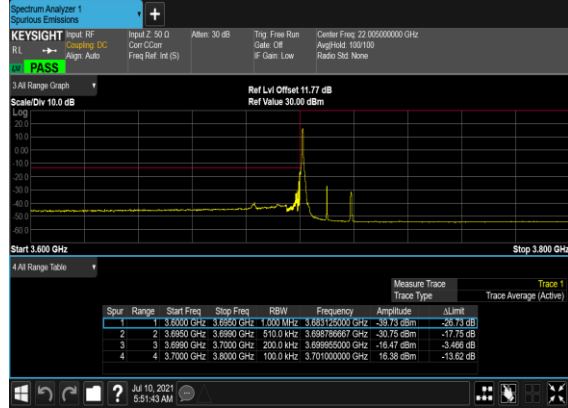 Spectrum Analyzer 1
Spurious Emissions
KEYSIGHT Input: RF Input Z: 50 Ω Atten: 30 dB Trig: Free Run Center Freq: 22.005000000 GHz
RL Coupling: DC Corr CCorr Gate: Off Avg|Hold: 100/100
Align: Auto Freq Ref: Int (S) IF Gain: Low Radio Std: None
LU PASS
3 All Range Graph
Ref Lvl Offset 11.77 dB
Scale/Div 10.0 dB Ref Value 30.00 dBm
Log
20.0
10.0
0.00
-10.0
-20.0
-30.0
-40.0
-50.0
-60.0
Start 3.600 GHz Stop 3.800 GHz
4 All Range Table
Measure Trace Trace 1
Trace Type Trace Average (Active)
Spur Range Start Freq Stop Freq RBW Frequency Amplitude ΔLimit
1 1 3.6000 GHz 3.6950 GHz 1.000 MHz 3.683125000 GHz -39.73 dBm -26.73 dB
2 2 3.6950 GHz 3.6990 GHz 510.0 kHz 3.698786667 GHz -30.75 dBm -17.75 dB
3 3 3.6990 GHz 3.7000 GHz 200.0 kHz 3.699955000 GHz -16.47 dBm -3.466 dB
4 4 3.7000 GHz 3.8000 GHz 100.0 kHz 3.701000000 GHz 16.38 dBm -13.62 dB
? Jul 10, 2021
5:51:43 AM